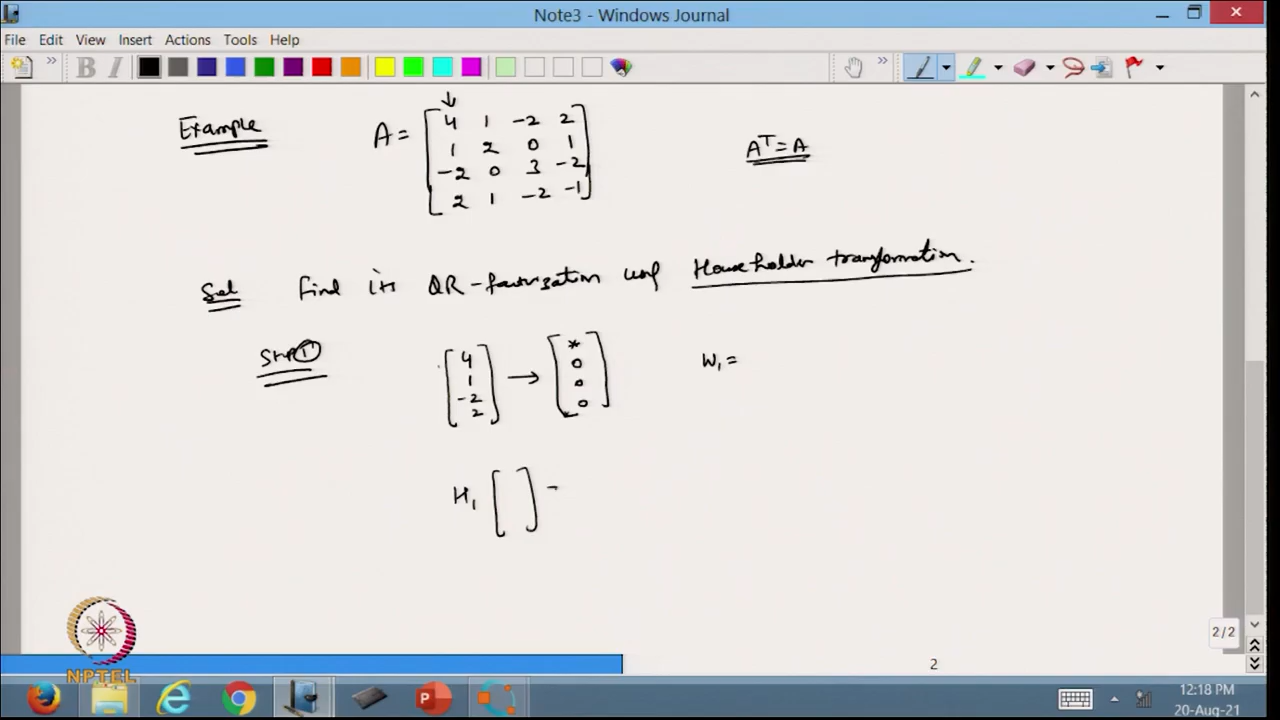 Note3 - Windows Journal
File Edit View Insert Actions Tools Help
B I
Example A = [4 1 -2 2 AT = A
1 2 0 1
-2 0 3 -2
2 1 -2 -1]
Sol Find its QR-factorization using Householder transformation.
Step 1 [4 1 -2 2] → [* 0 0 0] W1 =
H1 [ ] -
2/2
2
NPTEL
12:18 PM
20-Aug-21